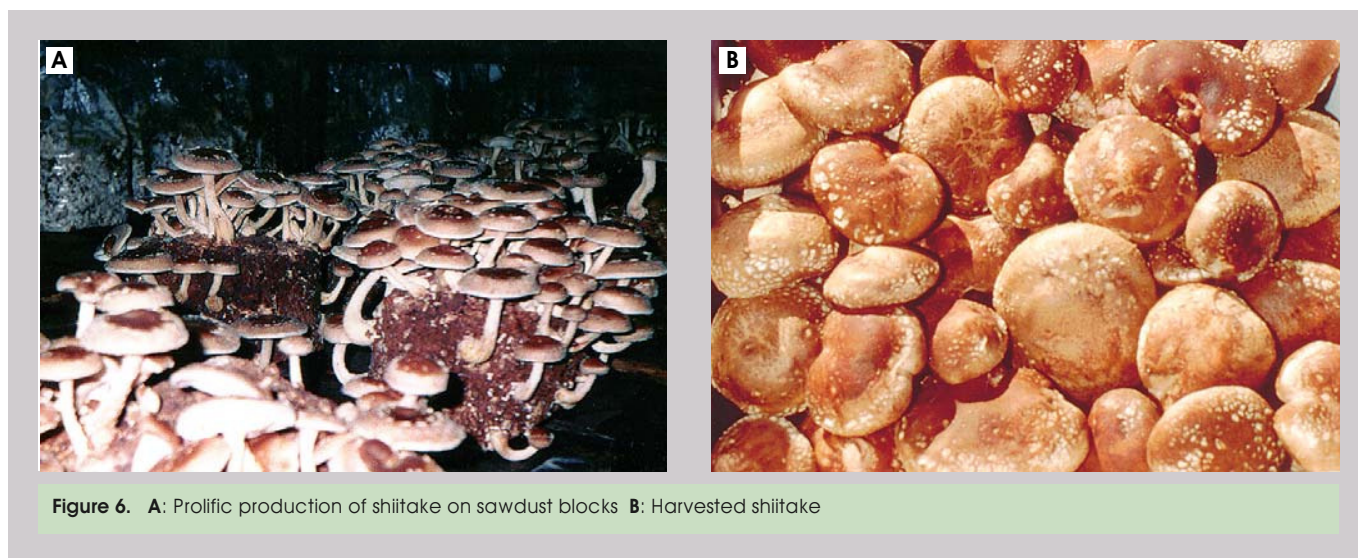 A
B
Figure 6. A: Prolific production of shiitake on sawdust blocks B: Harvested shiitake